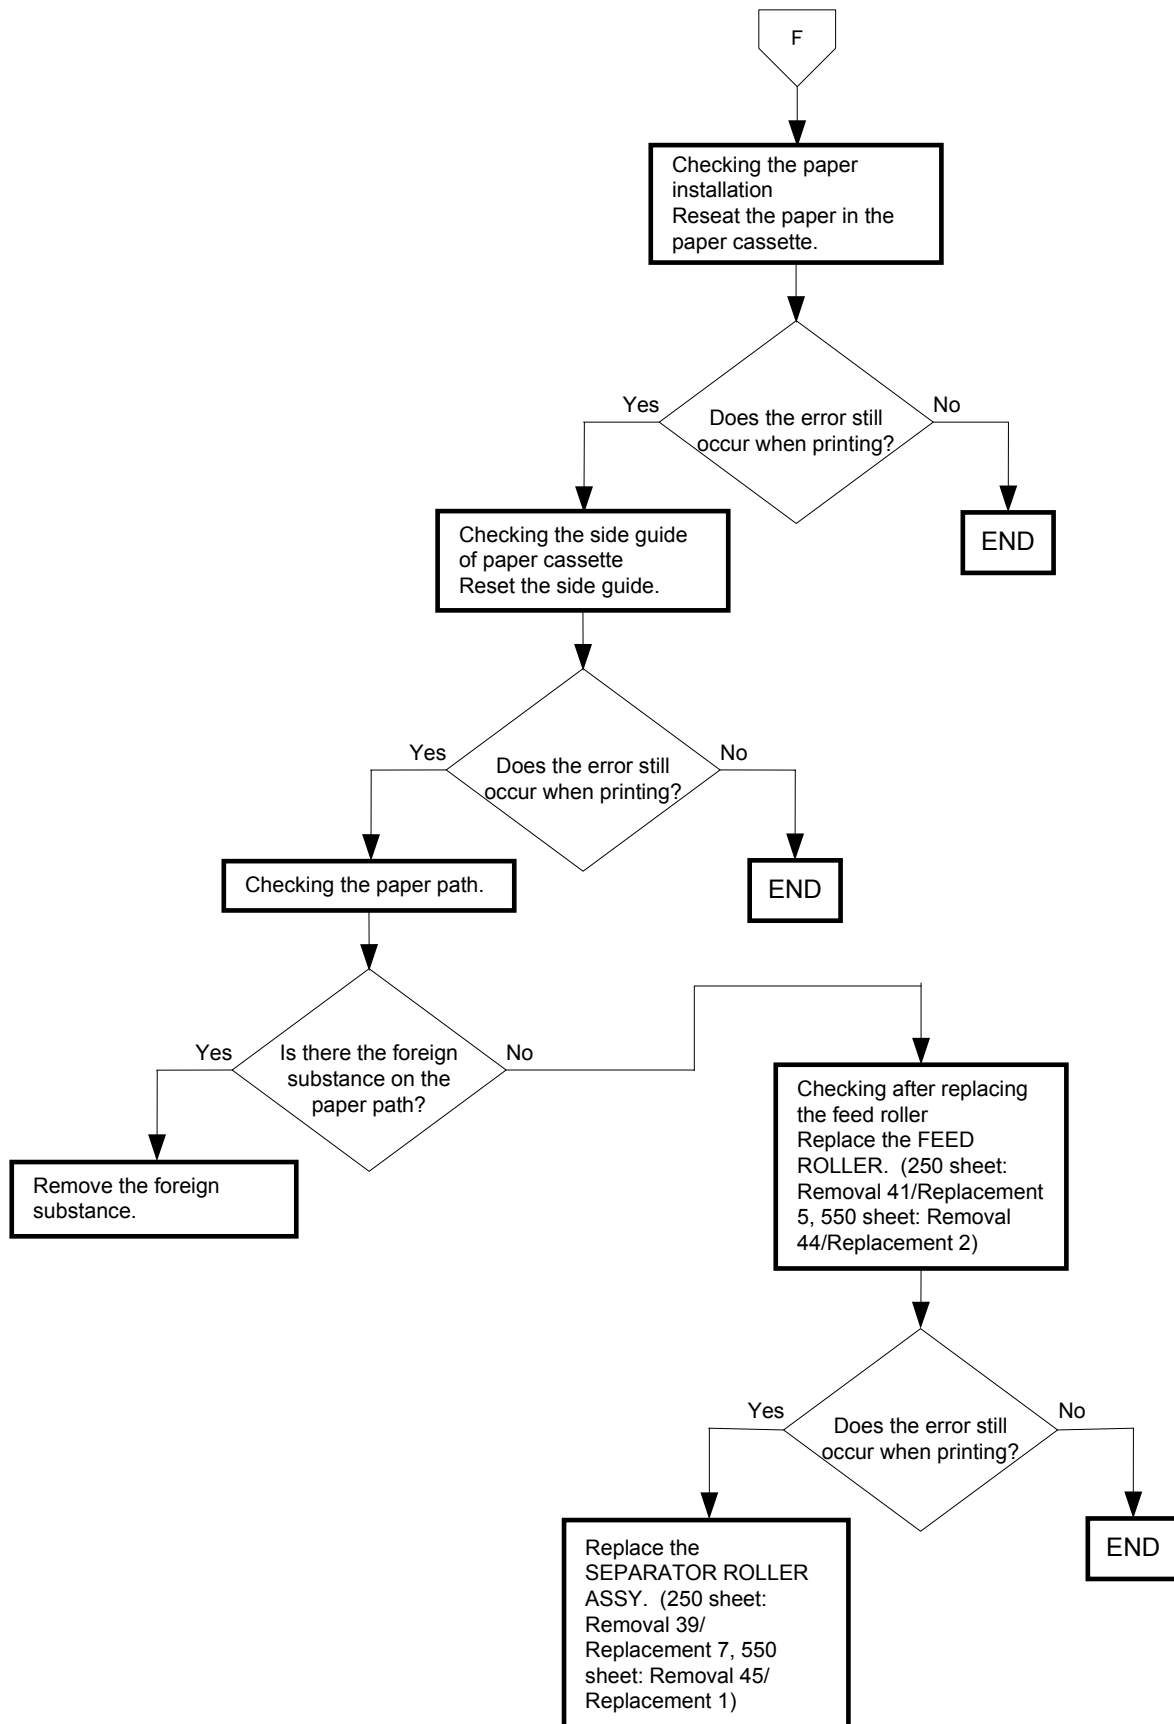 F
Checking the paper
installation
Reseat the paper in the
paper cassette.
Yes
No
Does the error still
occur when printing?
Checking the side guide
of paper cassette
Reset the side guide.
END
Yes
No
Does the error still
occur when printing?
Checking the paper path.
END
Yes
No
Is there the foreign
substance on the
paper path?
Remove the foreign
substance.
Checking after replacing
the feed roller
Replace the FEED
ROLLER.  (250 sheet:
Removal 41/Replacement
5, 550 sheet: Removal
44/Replacement 2)
Yes
No
Does the error still
occur when printing?
Replace the
SEPARATOR ROLLER
ASSY.  (250 sheet:
Removal 39/
Replacement 7, 550
sheet: Removal 45/
Replacement 1)
END